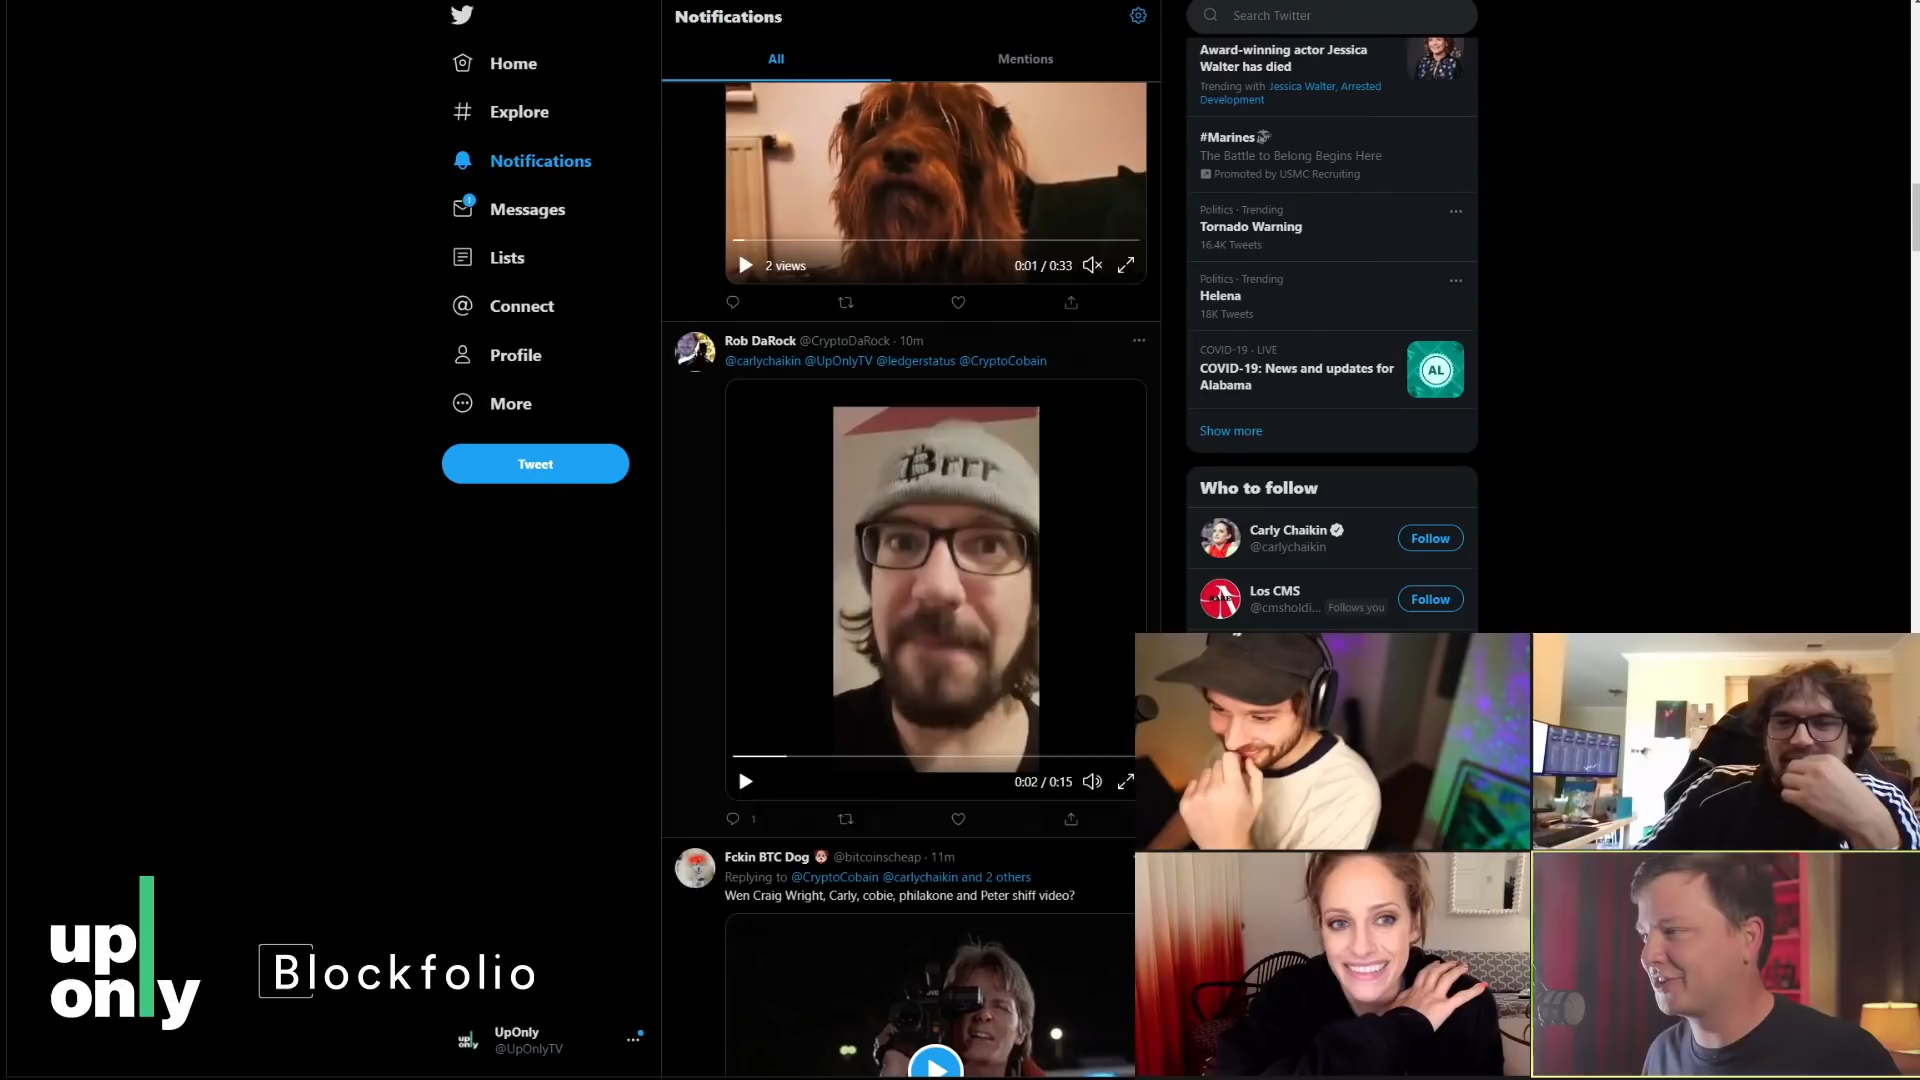 Home
Explore
Notifications
1
Messages
Lists
Connect
Profile
More
Tweet
up
only
Blockfolio
up only
UpOnly
@UpOnlyTV
Notifications
All
Mentions
2 views
0:01 / 0:33
Rob DaRock @CryptoDaRock · 10m
@carlychaikin @UpOnlyTV @ledgerstatus @CryptoCobain
Brrr
0:02 / 0:15
1
Fckin BTC Dog @bitcoinscheap · 11m
Replying to @CryptoCobain @carlychaikin and 2 others
Wen Craig Wright, Carly, cobie, philakone and Peter shiff video?
JVC
Search Twitter
Award-winning actor Jessica
Walter has died
Trending with Jessica Walter, Arrested
Development
#Marines
The Battle to Belong Begins Here
Promoted by USMC Recruiting
Politics · Trending
Tornado Warning
16.4K Tweets
Politics · Trending
Helena
18K Tweets
COVID-19 · LIVE
COVID-19: News and updates for
Alabama
AL
Show more
Who to follow
Carly Chaikin
@carlychaikin
Follow
Los CMS
@cmsholdi... Follows you
Follow